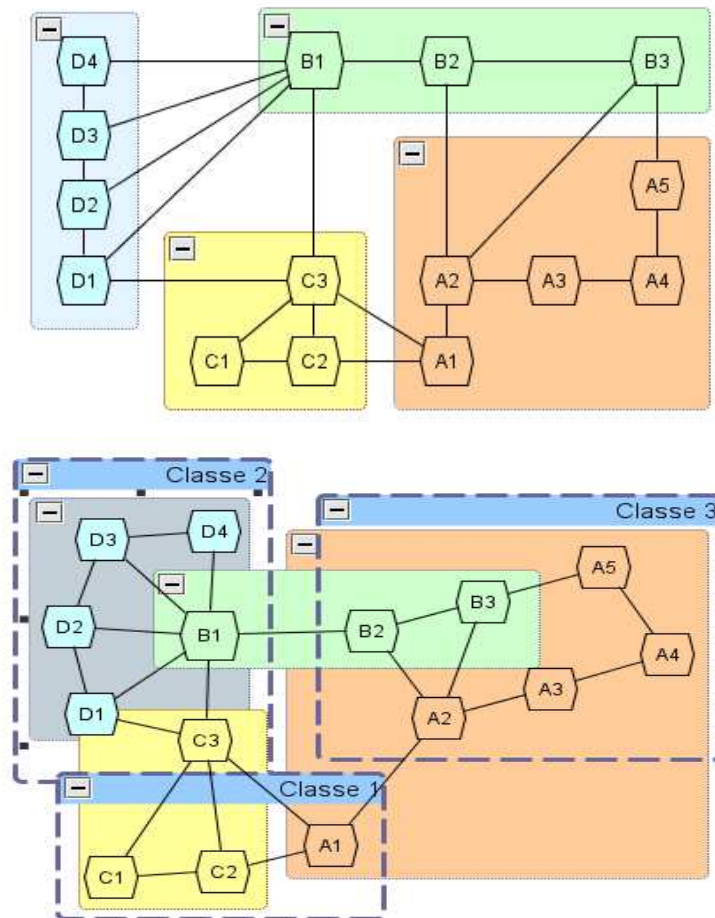 D4 B1 B2 B3
D3
D2 A5
D1 C3 A2 A3 A4
C1 C2 A1
Classe 2
Classe 3
D3 D4
A5
B3
D2 B1 B2
A4
A3
D1 A2
C3
Classe 1
A1
C1 C2